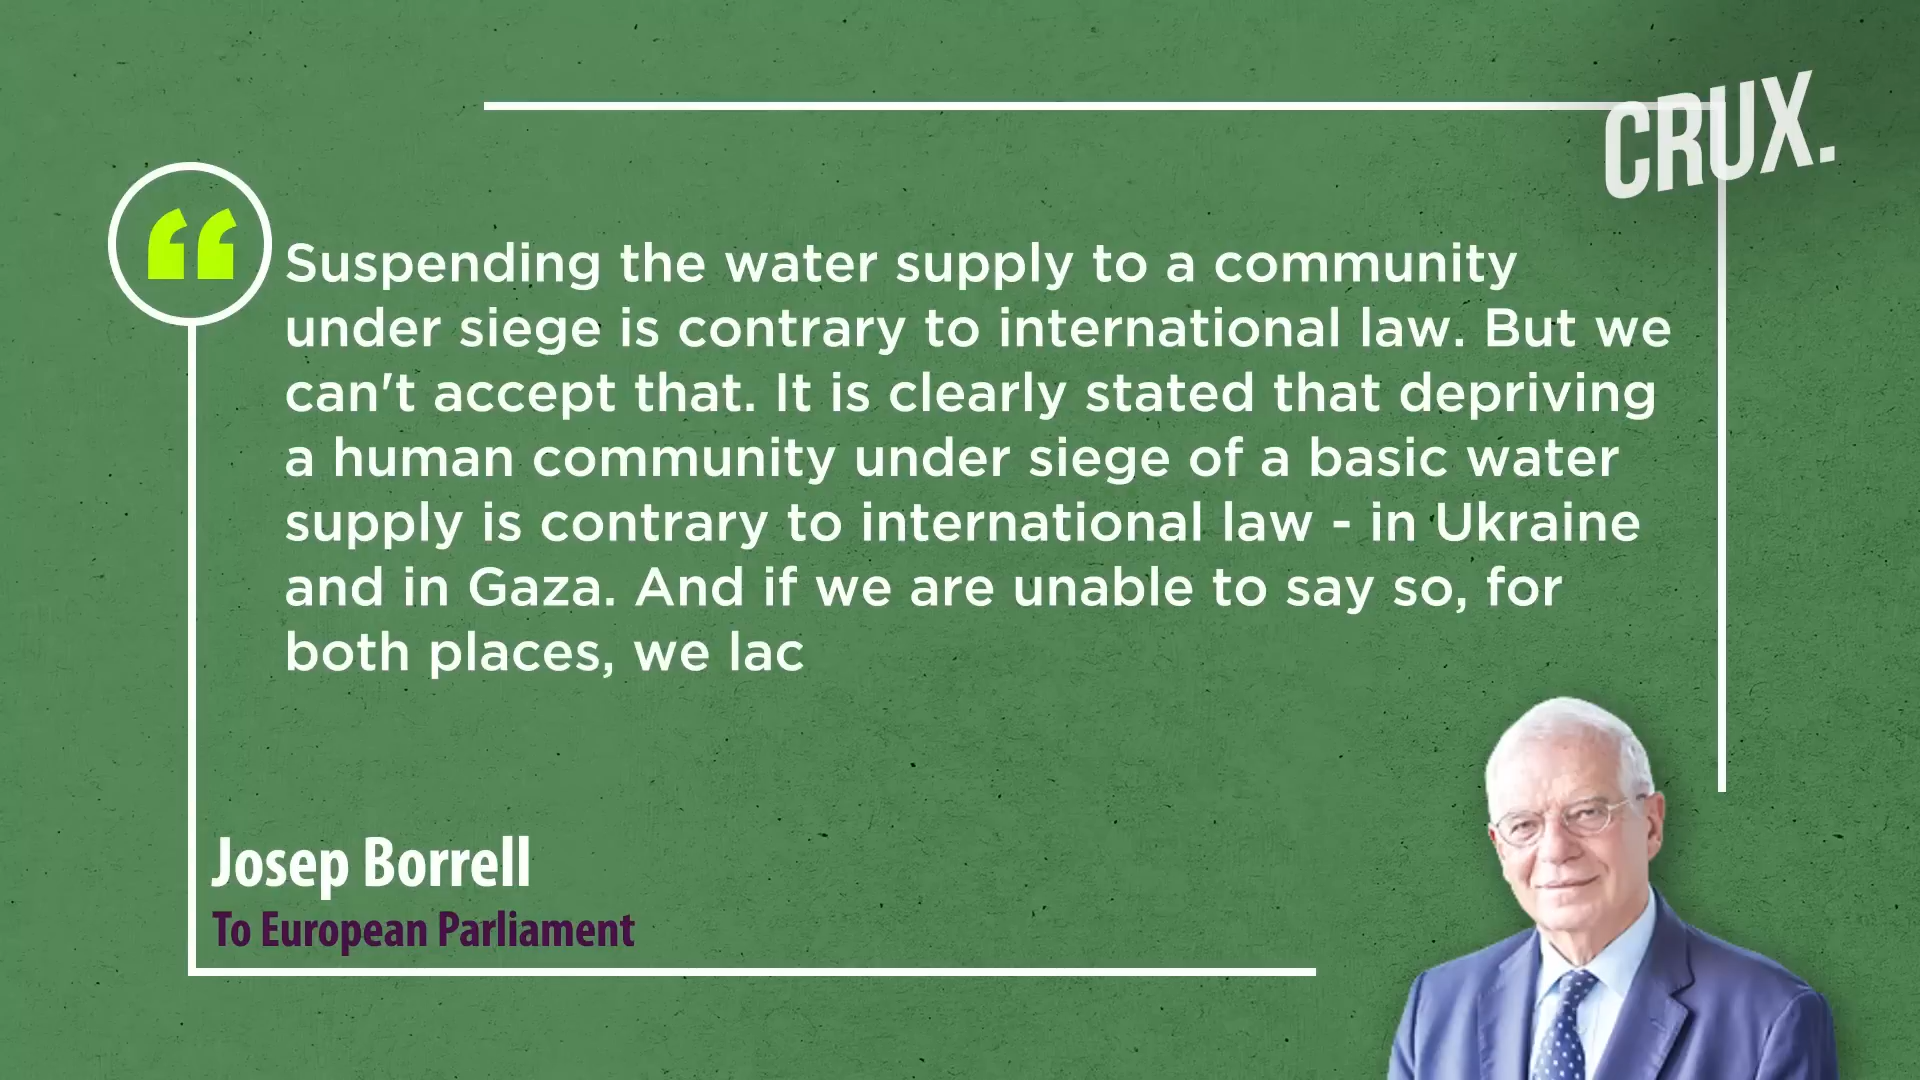 CRUX.
Suspending the water supply to a community
under siege is contrary to international law. But we
can't accept that. It is clearly stated that depriving
a human community under siege of a basic water
supply is contrary to international law - in Ukraine
and in Gaza. And if we are unable to say so, for
both places, we lac
Josep Borrell
To European Parliament